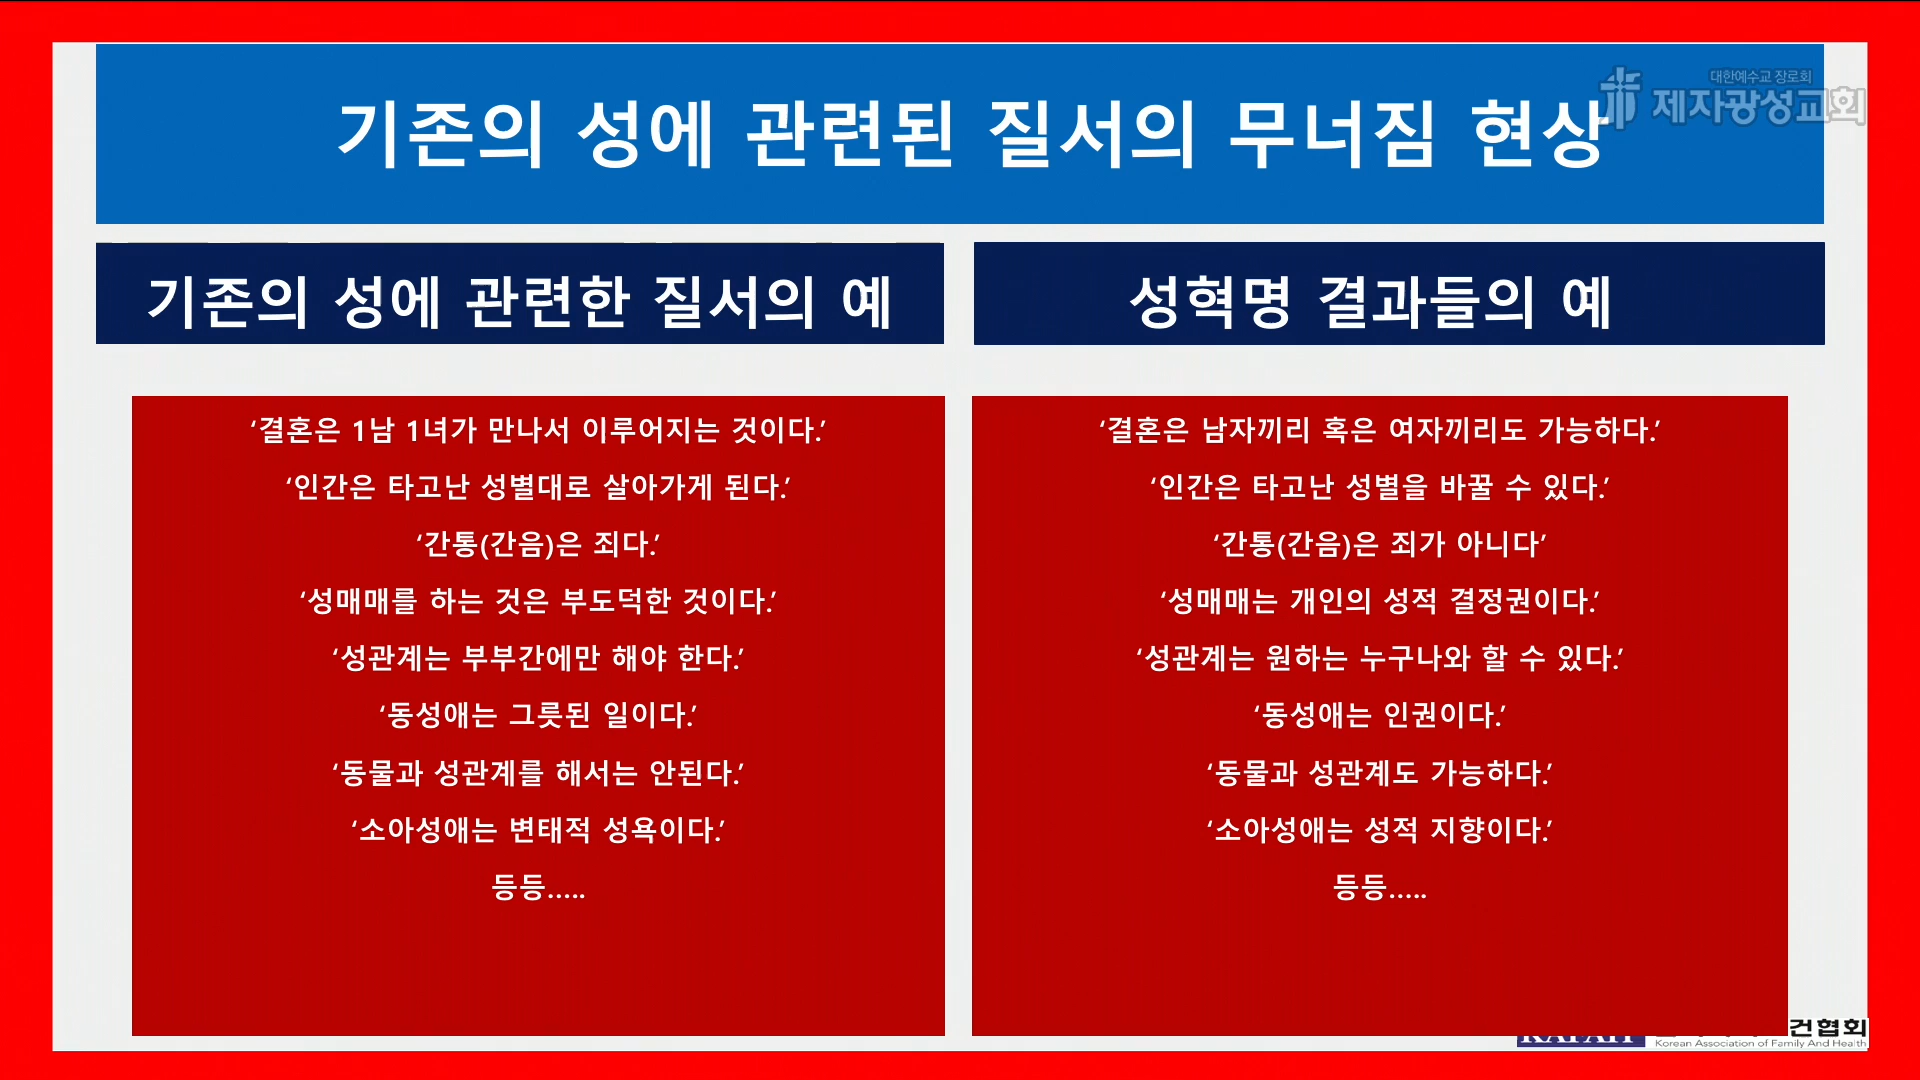 기존의 성에 관련된 질서의 무너짐 현상
대한예수교 장로회
제자광성교회
기존의 성에 관련한 질서의 예
성혁명 결과들의 예
‘결혼은 1남 1녀가 만나서 이루어지는 것이다.’
‘인간은 타고난 성별대로 살아가게 된다.’
‘간통(간음)은 죄다.’
‘성매매를 하는 것은 부도덕한 것이다.’
‘성관계는 부부간에만 해야 한다.’
‘동성애는 그릇된 일이다.’
‘동물과 성관계를 해서는 안된다.’
‘소아성애는 변태적 성욕이다.’
등등.....
‘결혼은 남자끼리 혹은 여자끼리도 가능하다.’
‘인간은 타고난 성별을 바꿀 수 있다.’
‘간통(간음)은 죄가 아니다’
‘성매매는 개인의 성적 결정권이다.’
‘성관계는 원하는 누구나와 할 수 있다.’
‘동성애는 인권이다.’
‘동물과 성관계도 가능하다.’
‘소아성애는 성적 지향이다.’
등등.....
건협회
Korean Association of Family And Health